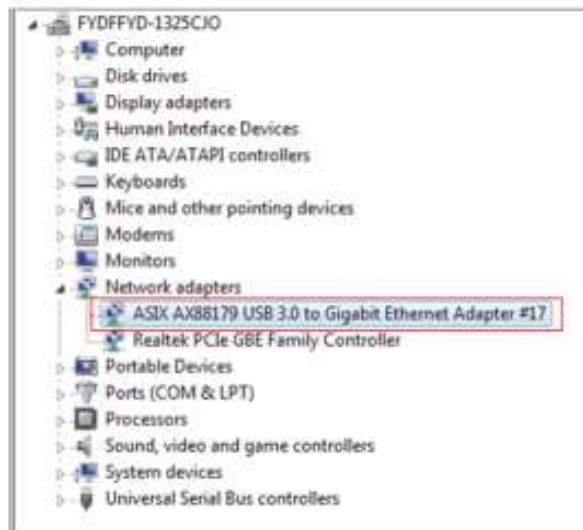 FYDFFYD-1325CJO
Computer
Disk drives
Display adapters
Human Interface Devices
IDE ATA/ATAPI controllers
Keyboards
Mice and other pointing devices
Modems
Monitors
Network adapters
ASIX AX88179 USB 3.0 to Gigabit Ethernet Adapter #17
Realtek PCIe GBE Family Controller
Portable Devices
Ports (COM & LPT)
Processors
Sound, video and game controllers
System devices
Universal Serial Bus controllers